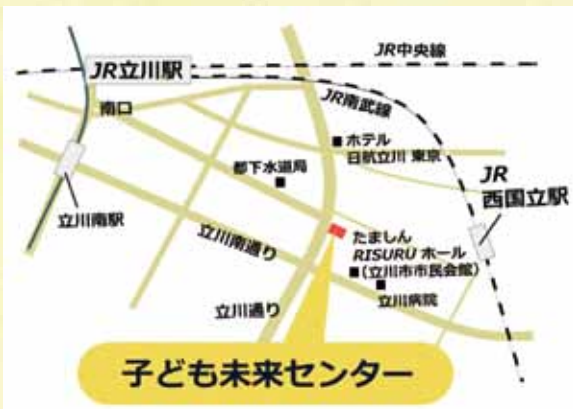 JR中央線
JR立川駅
JR南武線
南口
ホテル
日航立川 東京
都下水道局
JR
西国立駅
立川南駅
たましん
RISURU ホール
(立川市市民会館)
立川南通り
立川病院
立川通り
子ども未来センター